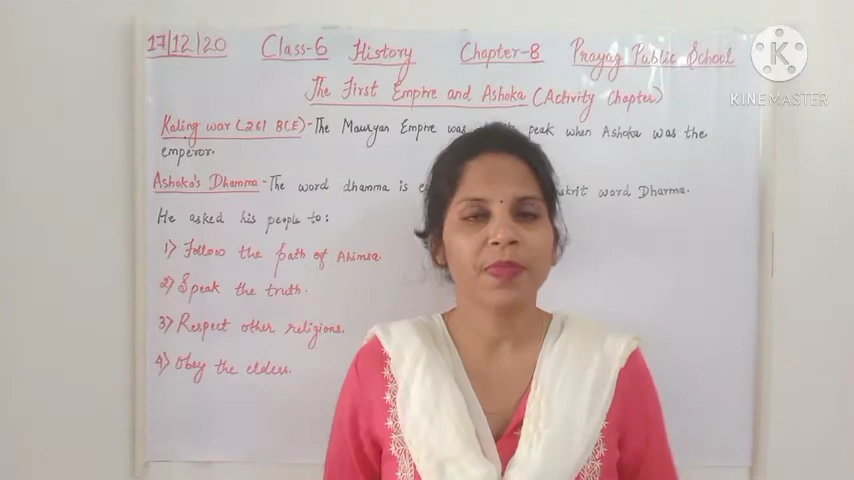 17/12/20 Class-6 History Chapter-8 Prayag Public School
The First Empire and Ashoka (Activity Chapter)
Kaling war (261 BCE) - The Mauryan Empire was peak when Ashoka was the
emperor.
Ashoka's Dhamma - The word dhamma is word Dharma.
He asked his people to:
1) Follow the path of Ahimsa.
2) Speak the truth.
3) Respect other religions.
4) Obey the elders.
KINEMASTER